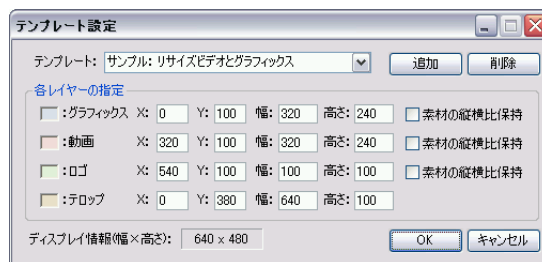 テンプレート設定
テンプレート: サンプル: リサイズビデオとグラフィックス 追加 削除
各レイヤーの指定
:グラフィックス X: 0 Y: 100 幅: 320 高さ: 240 素材の縦横比保持
:動画 X: 320 Y: 100 幅: 320 高さ: 240 素材の縦横比保持
:ロゴ X: 540 Y: 100 幅: 100 高さ: 100 素材の縦横比保持
:テロップ X: 0 Y: 380 幅: 640 高さ: 100
ディスプレイ情報(幅×高さ): 640 x 480 OK キャンセル